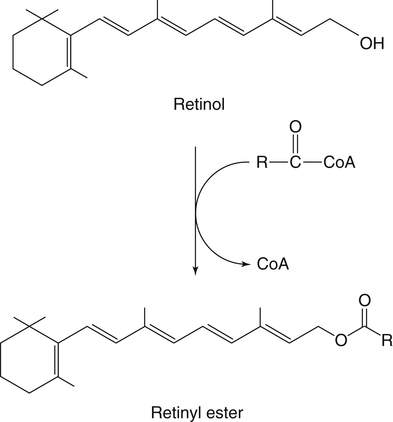 OH
Retinol
O
R—C—CoA
CoA
O
O
R
Retinyl ester